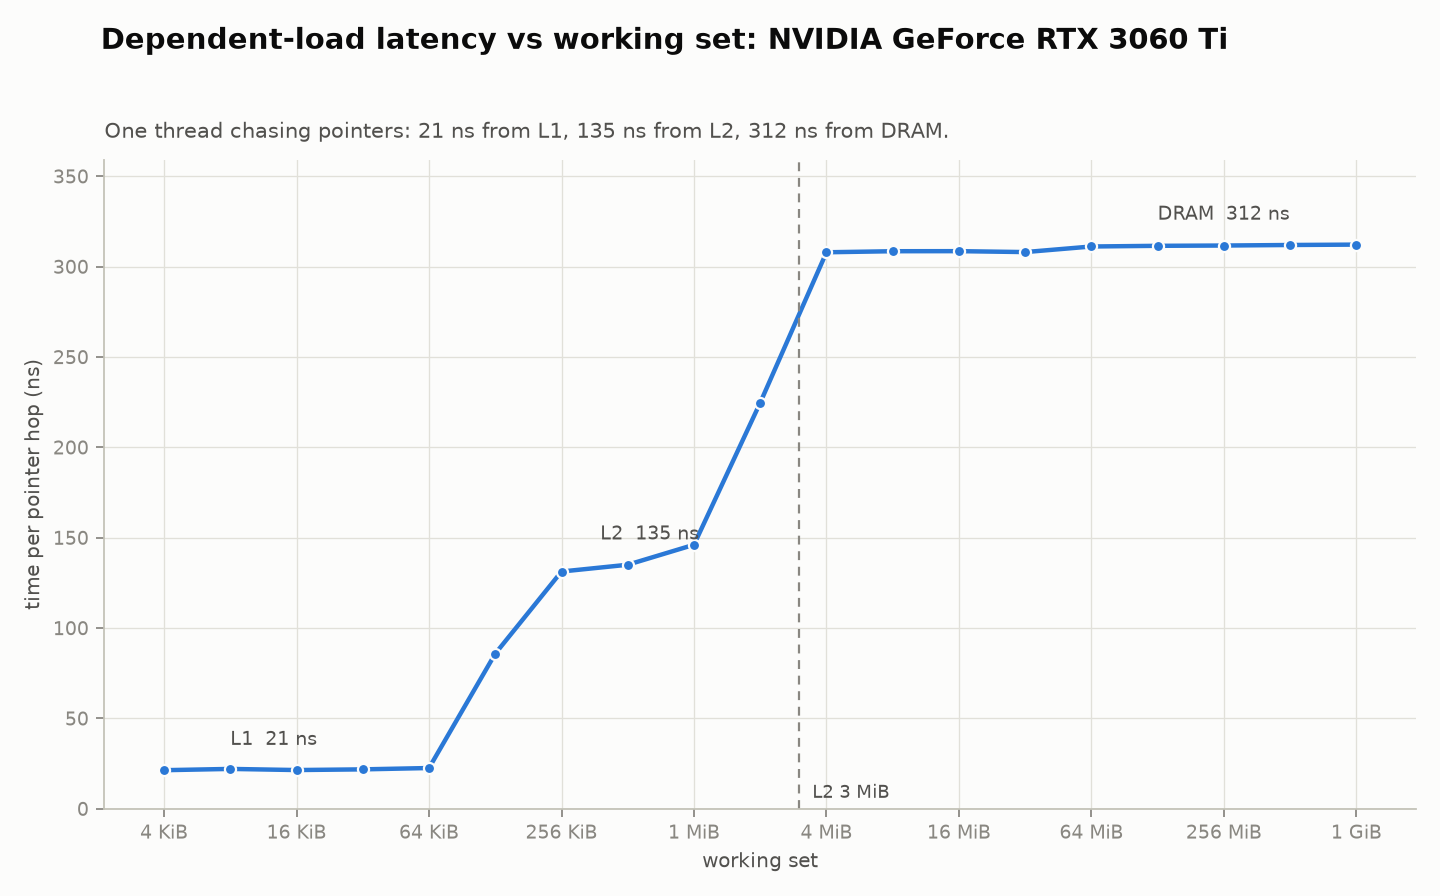 Dependent-load latency vs working set: NVIDIA GeForce RTX 3060 Ti
One thread chasing pointers: 21 ns from L1, 135 ns from L2, 312 ns from DRAM.
time per pointer hop (ns)
350
300
250
200
150
100
50
0
DRAM  312 ns
L2  135 ns
L1  21 ns
L2 3 MiB
4 KiB
16 KiB
64 KiB
256 KiB
1 MiB
4 MiB
16 MiB
64 MiB
256 MiB
1 GiB
working set